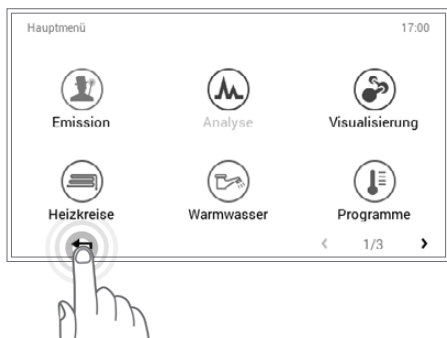 Hauptmenü 17:00
Emission Analyse Visualisierung
Heizkreise Warmwasser Programme
1/3